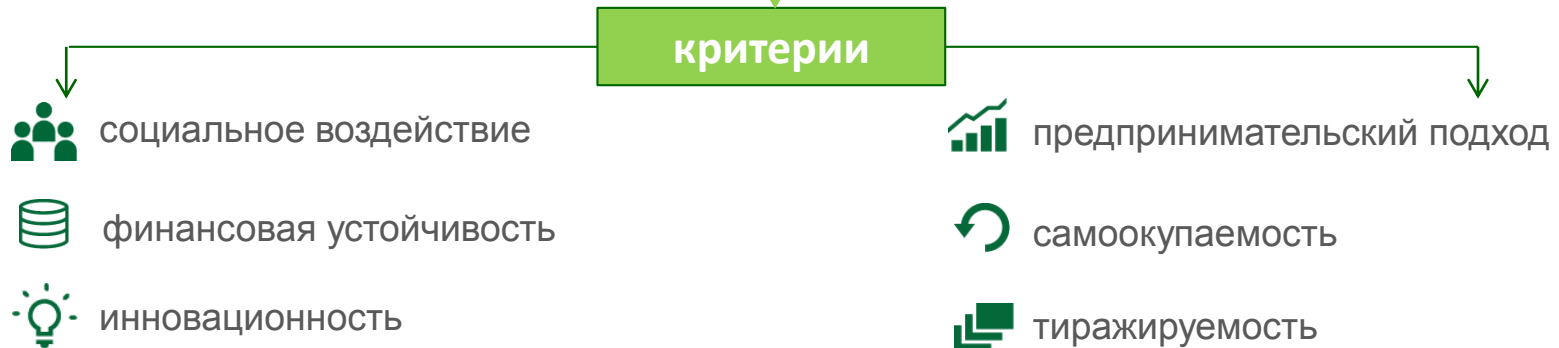 критерии
социальное воздействие
финансовая устойчивость
инновационность
предпринимательский подход
самоокупаемость
тиражируемость